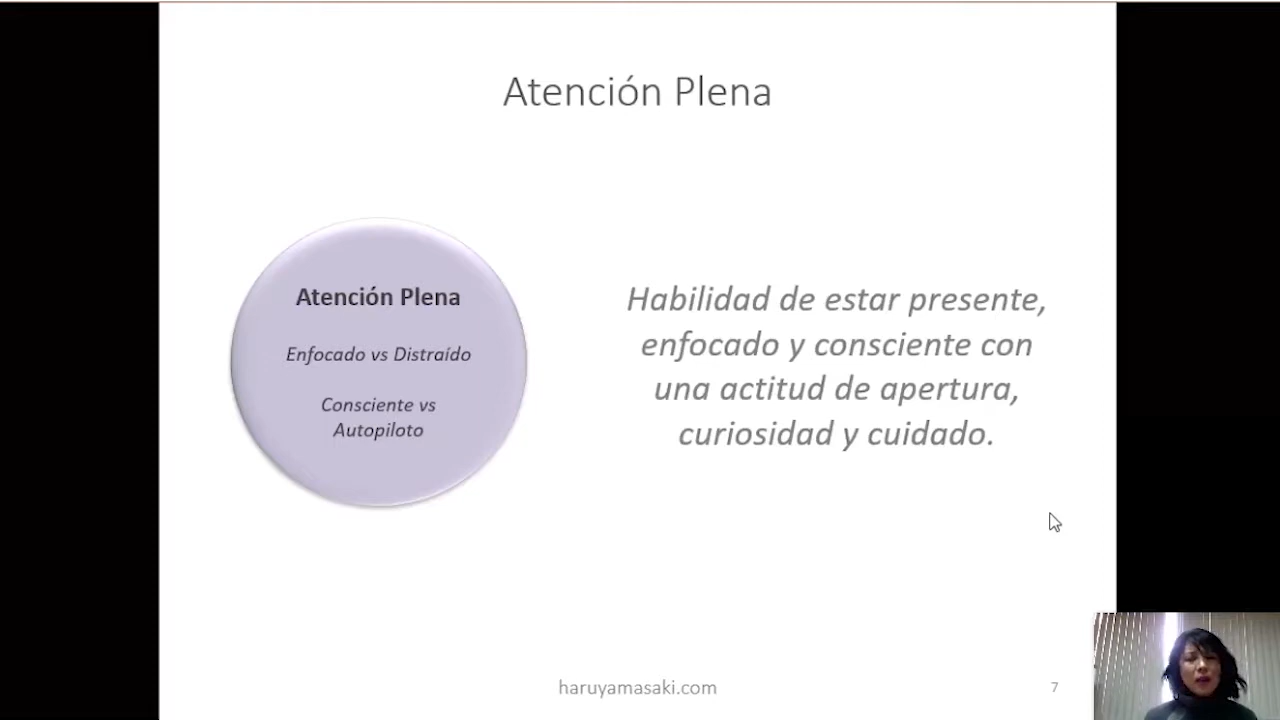 Atención Plena
Atención Plena
Enfocado vs Distraído
Consciente vs
Autopiloto
Habilidad de estar presente,
enfocado y consciente con
una actitud de apertura,
curiosidad y cuidado.
haruyamasaki.com
7